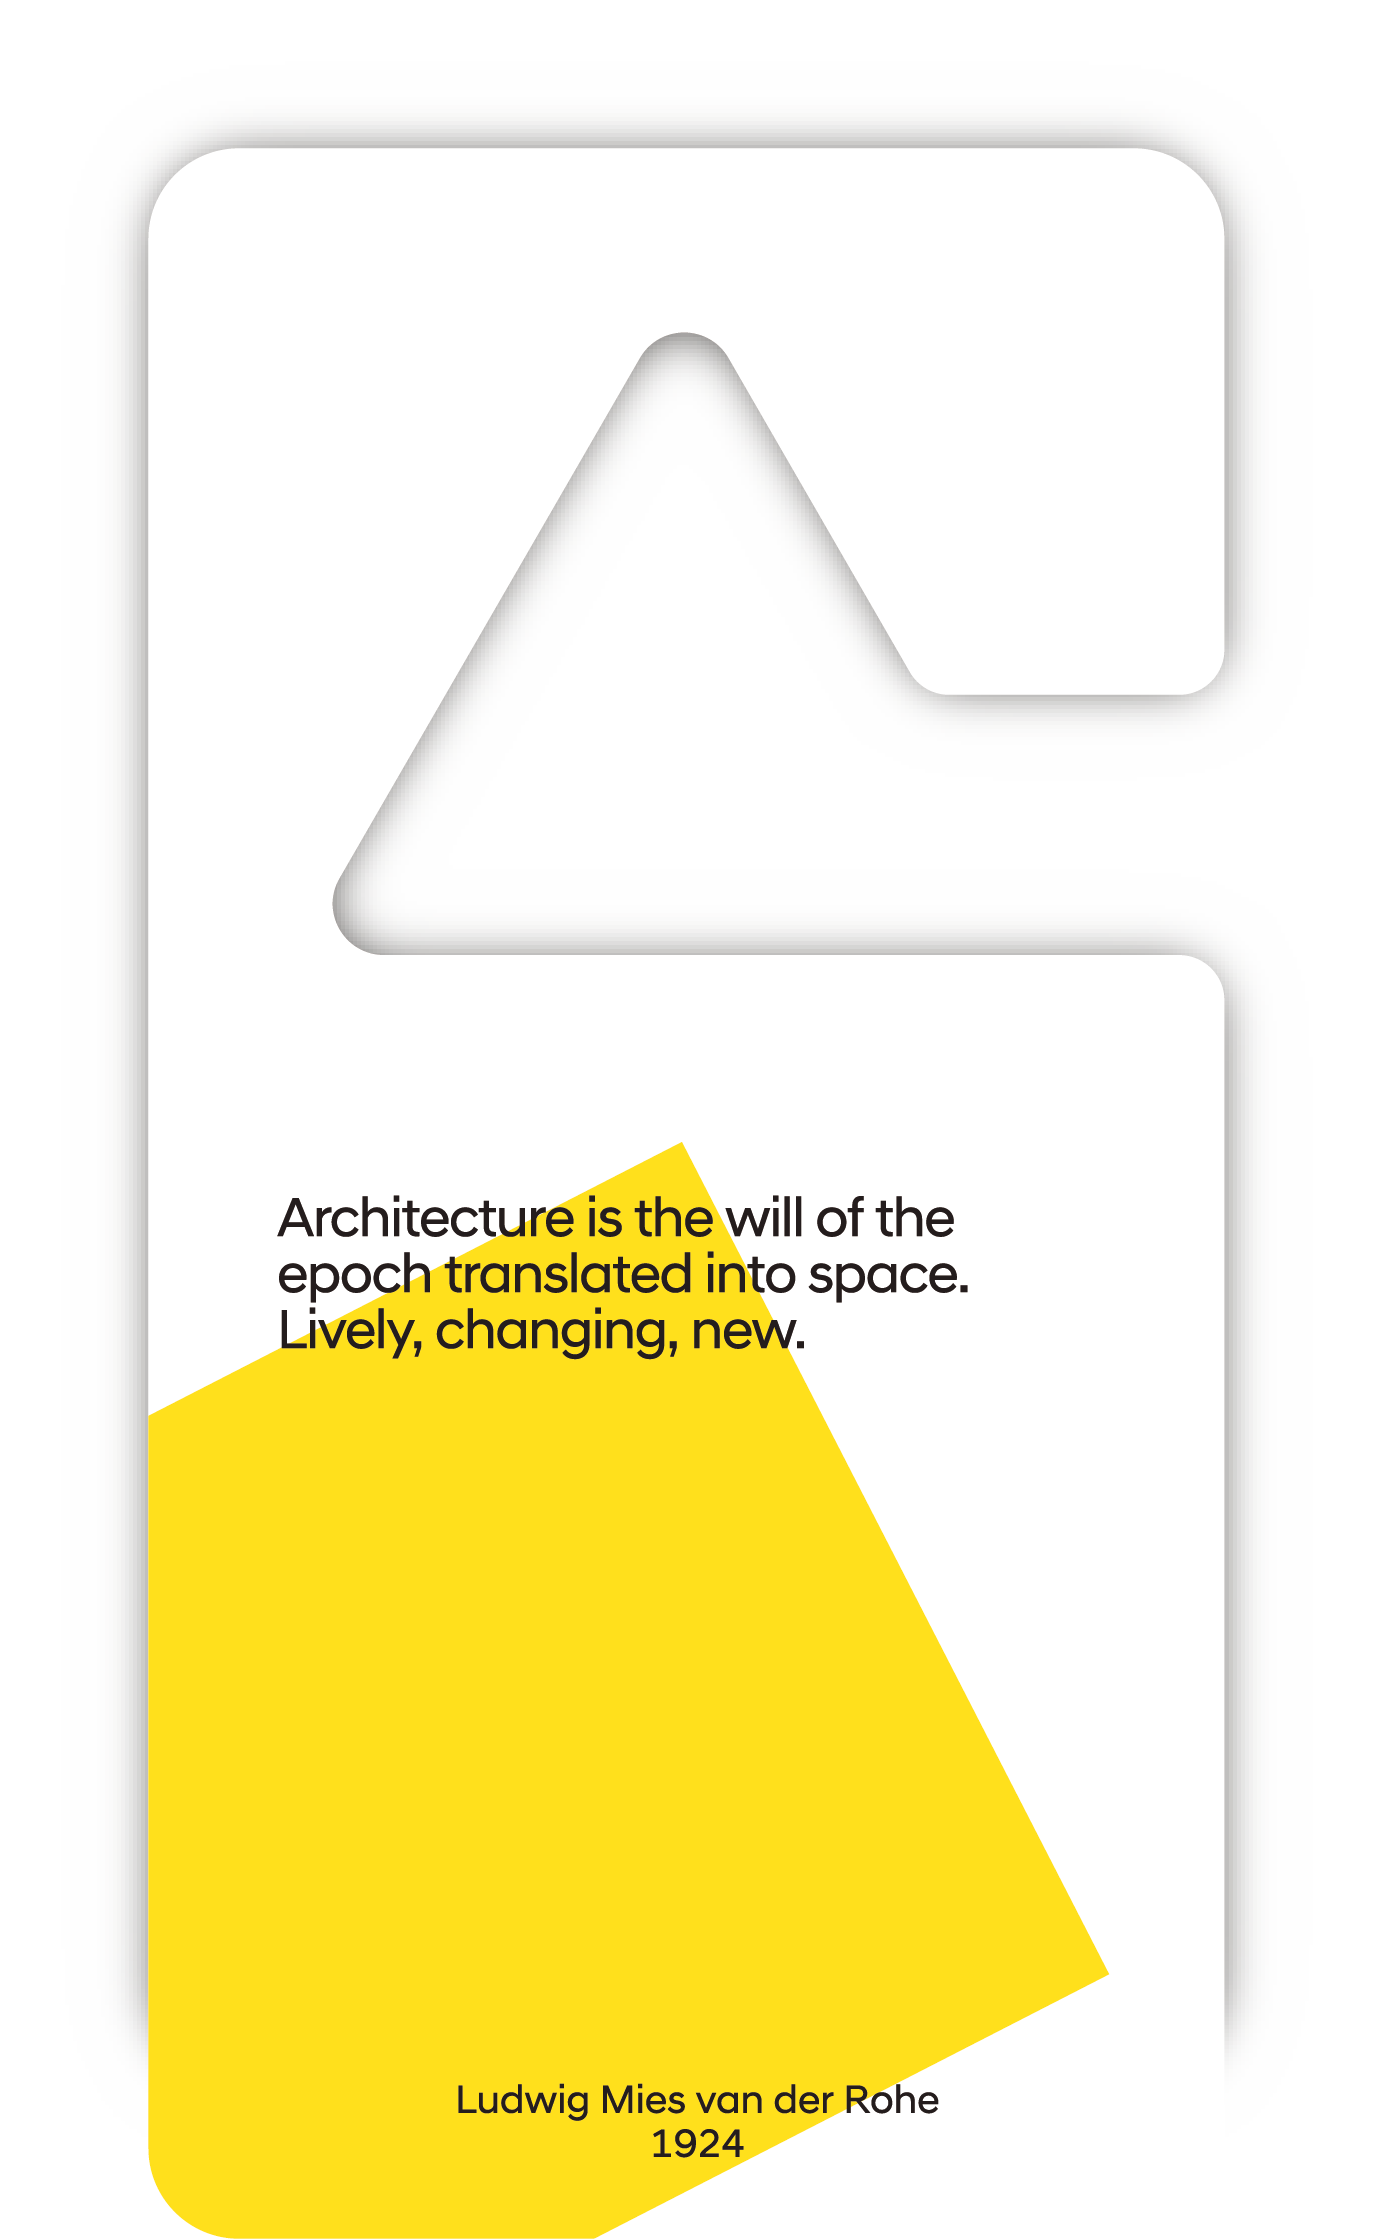 Architecture is the will of the
epoch translated into space.
Lively, changing, new.
Ludwig Mies van der Rohe
1924